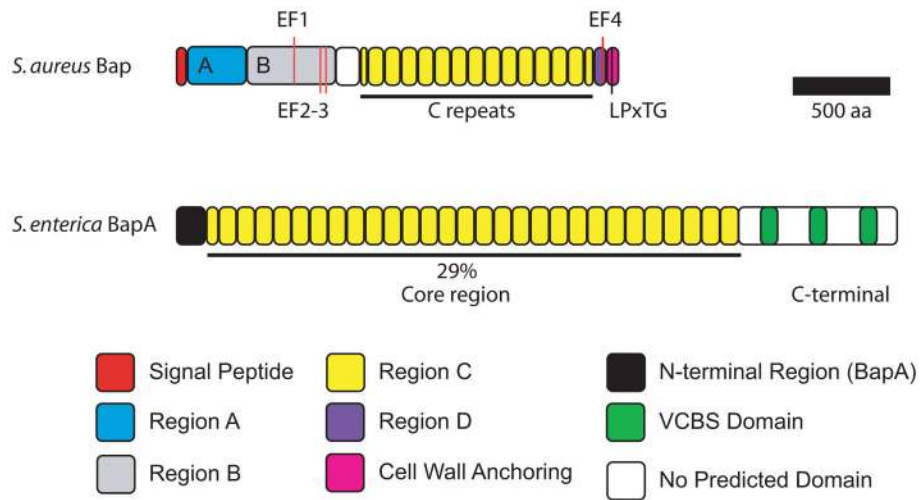 EF1
EF4
S. aureus Bap
A
B
EF2-3
C repeats
LPxTG
500 aa
S. enterica BapA
29%
Core region
C-terminal
Signal Peptide
Region C
N-terminal Region (BapA)
Region A
Region D
VCBS Domain
Region B
Cell Wall Anchoring
No Predicted Domain